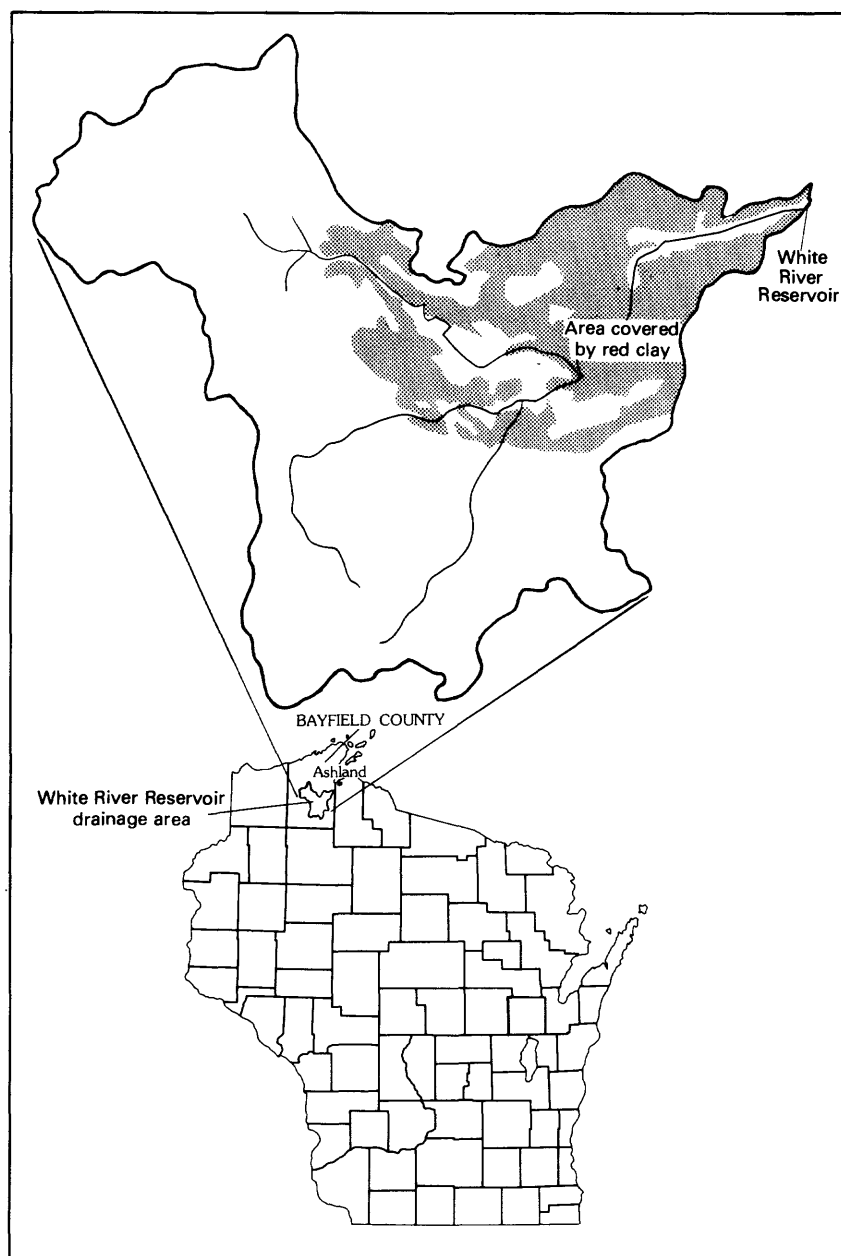 White
River
Reservoir
Area covered
by red clay
BAYFIELD COUNTY
Ashland
White River Reservoir
drainage area